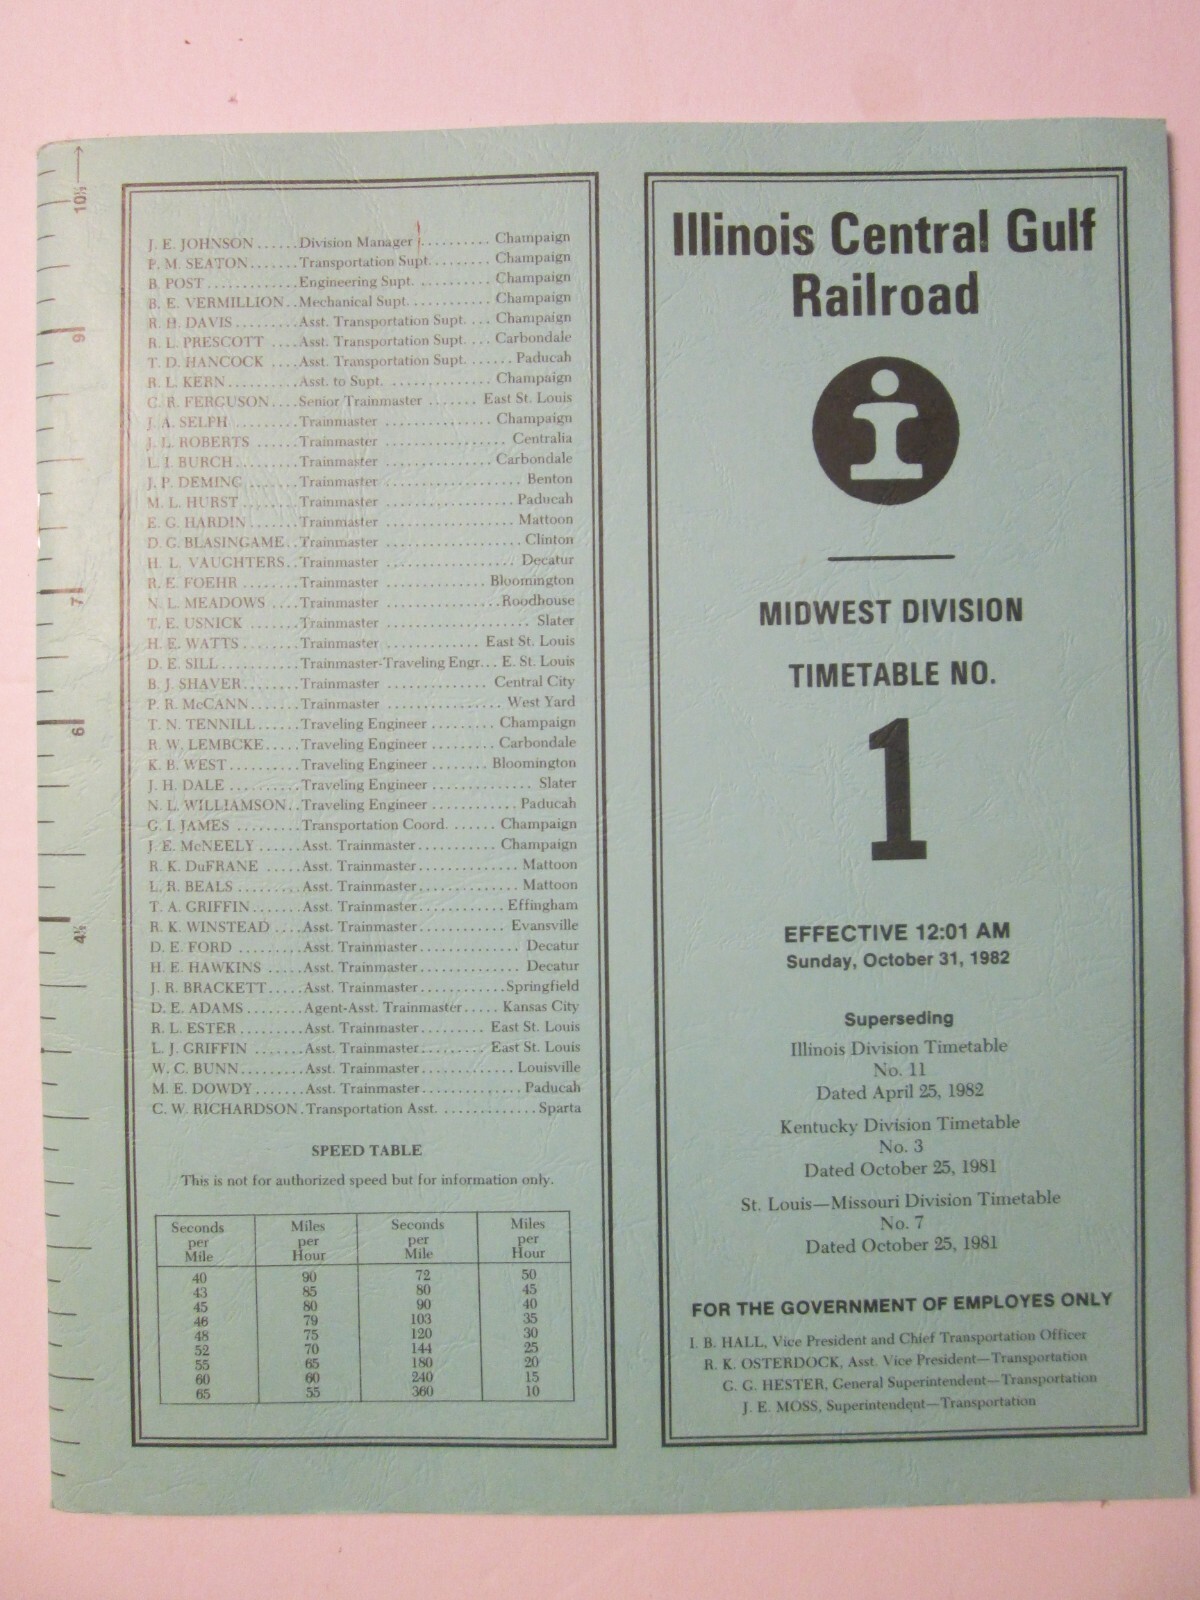 10½
9
7
6
4½
J. E. JOHNSON......Division Manager .......... Champaign
P. M. SEATON.......Transportation Supt......... Champaign
B. POST ............Engineering Supt. .......... Champaign
B. E. VERMILLION..Mechanical Supt. .......... Champaign
R. H. DAVIS.........Asst. Transportation Supt. ... Champaign
R. L. PRESCOTT ....Asst. Transportation Supt. ... Carbondale
T. D. HANCOCK ....Asst. Transportation Supt. ...... Paducah
R. L. KERN..........Asst. to Supt. .............. Champaign
C. R. FERGUSON....Senior Trainmaster ....... East St. Louis
J. A. SELPH .........Trainmaster ............... Champaign
J. L. ROBERTS ......Trainmaster ................. Centralia
L. I. BURCH.........Trainmaster ............... Carbondale
J. P. DEMING .......Trainmaster .................... Benton
M. L. HURST........Trainmaster ................... Paducah
E. G. HARDIN .......Trainmaster ................... Mattoon
D. G. BLASINGAME..Trainmaster .................... Clinton
H. L. VAUGHTERS..Trainmaster ................... Decatur
R. E. FOEHR ........Trainmaster .............. Bloomington
N. L. MEADOWS ....Trainmaster .................Roodhouse
T. E. USNICK .......Trainmaster ..................... Slater
H. E. WATTS........Trainmaster ............. East St. Louis
D. E. SILL...........Trainmaster-Traveling Engr... E. St. Louis
B. J. SHAVER........Trainmaster .............. Central City
P. R. McCANN.......Trainmaster ................ West Yard
T. N. TENNILL......Traveling Engineer ......... Champaign
R. W. LEMBCKE.....Traveling Engineer ......... Carbondale
K. B. WEST..........Traveling Engineer ........ Bloomington
J. H. DALE ..........Traveling Engineer .............. Slater
N. L. WILLIAMSON..Traveling Engineer ............ Paducah
G. I. JAMES .........Transportation Coord. ....... Champaign
J. E. McNEELY ......Asst. Trainmaster........... Champaign
R. K. DuFRANE .....Asst. Trainmaster.............. Mattoon
L. R. BEALS .........Asst. Trainmaster.............. Mattoon
T. A. GRIFFIN.......Asst. Trainmaster............ Effingham
R. K. WINSTEAD ....Asst. Trainmaster............. Evansville
D. E. FORD .........Asst. Trainmaster............... Decatur
H. E. HAWKINS .....Asst. Trainmaster.............. Decatur
J. R. BRACKETT.....Asst. Trainmaster............Springfield
D. E. ADAMS........Agent-Asst. Trainmaster..... Kansas City
R. L. ESTER.........Asst. Trainmaster......... East St. Louis
L. J. GRIFFIN .......Asst. Trainmaster......... East St. Louis
W. C. BUNN.........Asst. Trainmaster............. Louisville
M. E. DOWDY.......Asst. Trainmaster.............. Paducah
C. W. RICHARDSON.Transportation Asst. ............. Sparta
SPEED TABLE
This is not for authorized speed but for information only.
Seconds per Mile Miles per Hour Seconds per Mile Miles per Hour
40 90 72 50
43 85 80 45
45 80 90 40
46 79 103 35
48 75 120 30
52 70 144 25
55 65 180 20
60 60 240 15
65 55 360 10
Illinois Central Gulf
Railroad
i
MIDWEST DIVISION
TIMETABLE NO.
1
EFFECTIVE 12:01 AM
Sunday, October 31, 1982
Superseding
Illinois Division Timetable
No. 11
Dated April 25, 1982
Kentucky Division Timetable
No. 3
Dated October 25, 1981
St. Louis—Missouri Division Timetable
No. 7
Dated October 25, 1981
FOR THE GOVERNMENT OF EMPLOYES ONLY
I. B. HALL, Vice President and Chief Transportation Officer
R. K. OSTERDOCK, Asst. Vice President—Transportation
G. G. HESTER, General Superintendent—Transportation
J. E. MOSS, Superintendent—Transportation